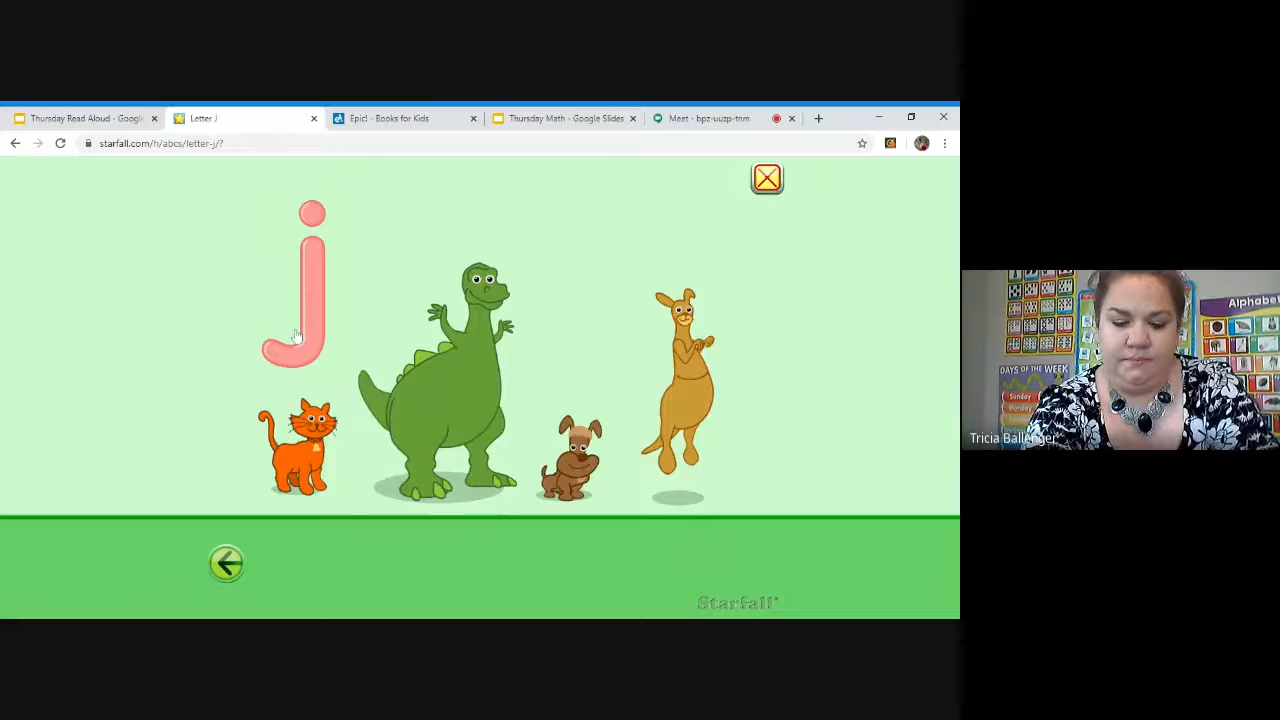 Thursday Read Aloud - Google
Letter J
Epic! - Books for Kids
Thursday Math - Google Slides
Meet - bpz-uuzp-tnm
starfall.com/h/abcs/letter-j/?
j
Starfall
Alphabet
DAYS OF THE WEEK
Sunday
Monday
Tricia Ballenger